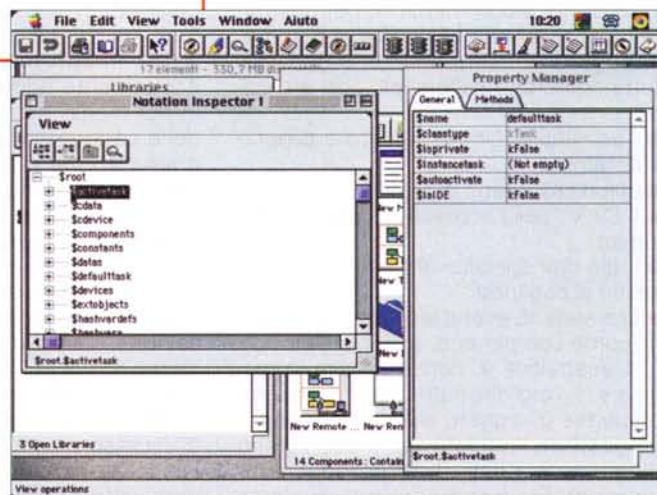 File Edit View Tools Window Aiuto
10:20
17 elementi - 530,7 MB
Libraries
Notation Inspector 1
View
$root
$activetask
$cdata
$cdevice
$components
$constants
$datas
$defaulttask
$devices
$extobjects
$hashvardefs
$root.$activetask
3 Open Libraries
View operations
New Remote ...
14 Components : Contain
Property Manager
General Methods
$name defaulttask
$classtype kTask
$isprivate kFalse
$instancetask (Not empty)
$autoactivate kFalse
$isIDE kFalse
$root.$activetask